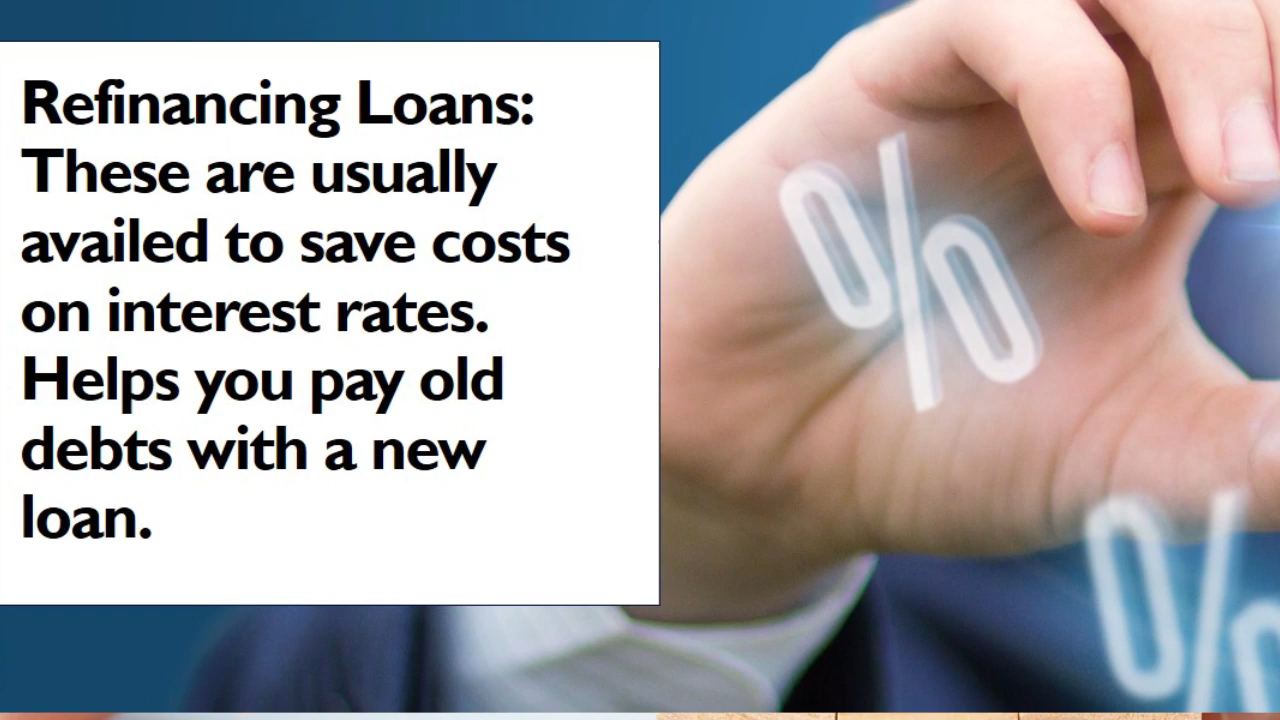 Refinancing Loans:
These are usually
availed to save costs
on interest rates.
Helps you pay old
debts with a new
loan.
%
%